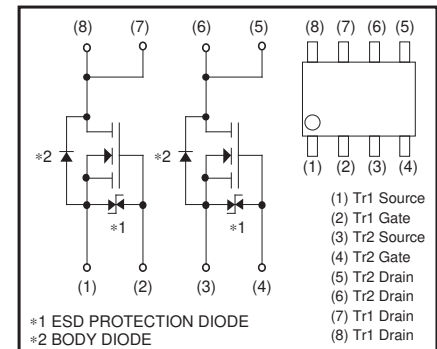 (8) (7) (6) (5)
*2 *2
*1 *1
(1) (2) (3) (4)
*1 ESD PROTECTION DIODE
*2 BODY DIODE
(8) (7) (6) (5)
(1) (2) (3) (4)
(1) Tr1 Source
(2) Tr1 Gate
(3) Tr2 Source
(4) Tr2 Gate
(5) Tr2 Drain
(6) Tr2 Drain
(7) Tr1 Drain
(8) Tr1 Drain